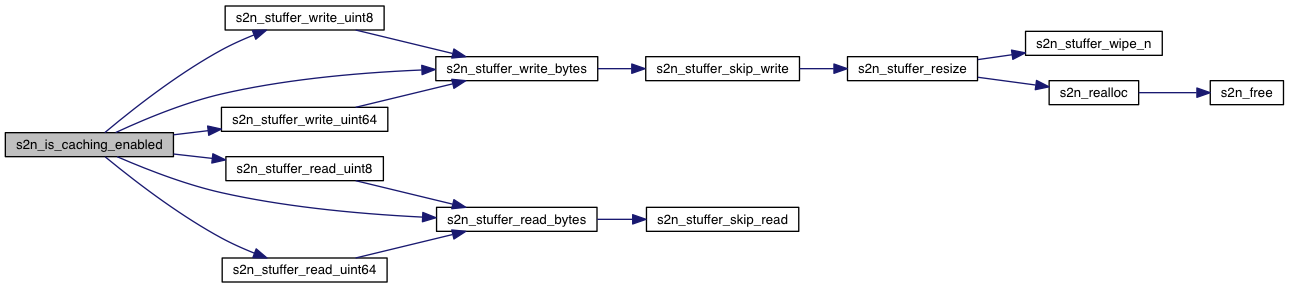 s2n_stuffer_write_uint8
s2n_stuffer_wipe_n
s2n_stuffer_write_bytes
s2n_stuffer_skip_write
s2n_stuffer_resize
s2n_realloc
s2n_free
s2n_stuffer_write_uint64
s2n_is_caching_enabled
s2n_stuffer_read_uint8
s2n_stuffer_read_bytes
s2n_stuffer_skip_read
s2n_stuffer_read_uint64